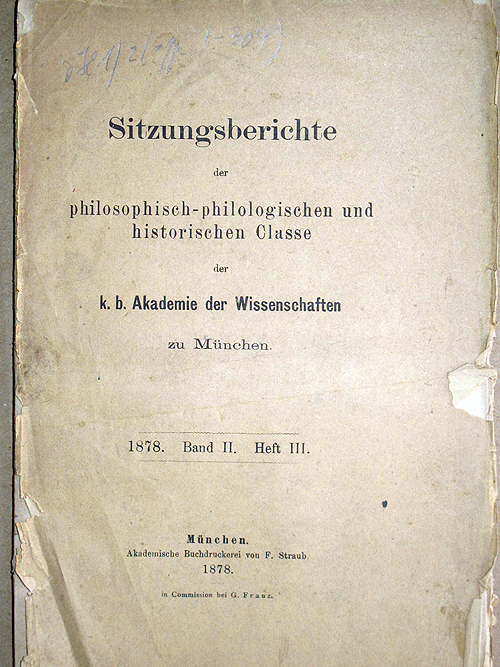 Sitzungsberichte
der
philosophisch-philologischen und
historischen Classe
der
k. b. Akademie der Wissenschaften
zu München.
1878. Band II. Heft III.
München.
Akademische Buchdruckerei von F. Straub.
1878.
in Commission bei G. Franz.